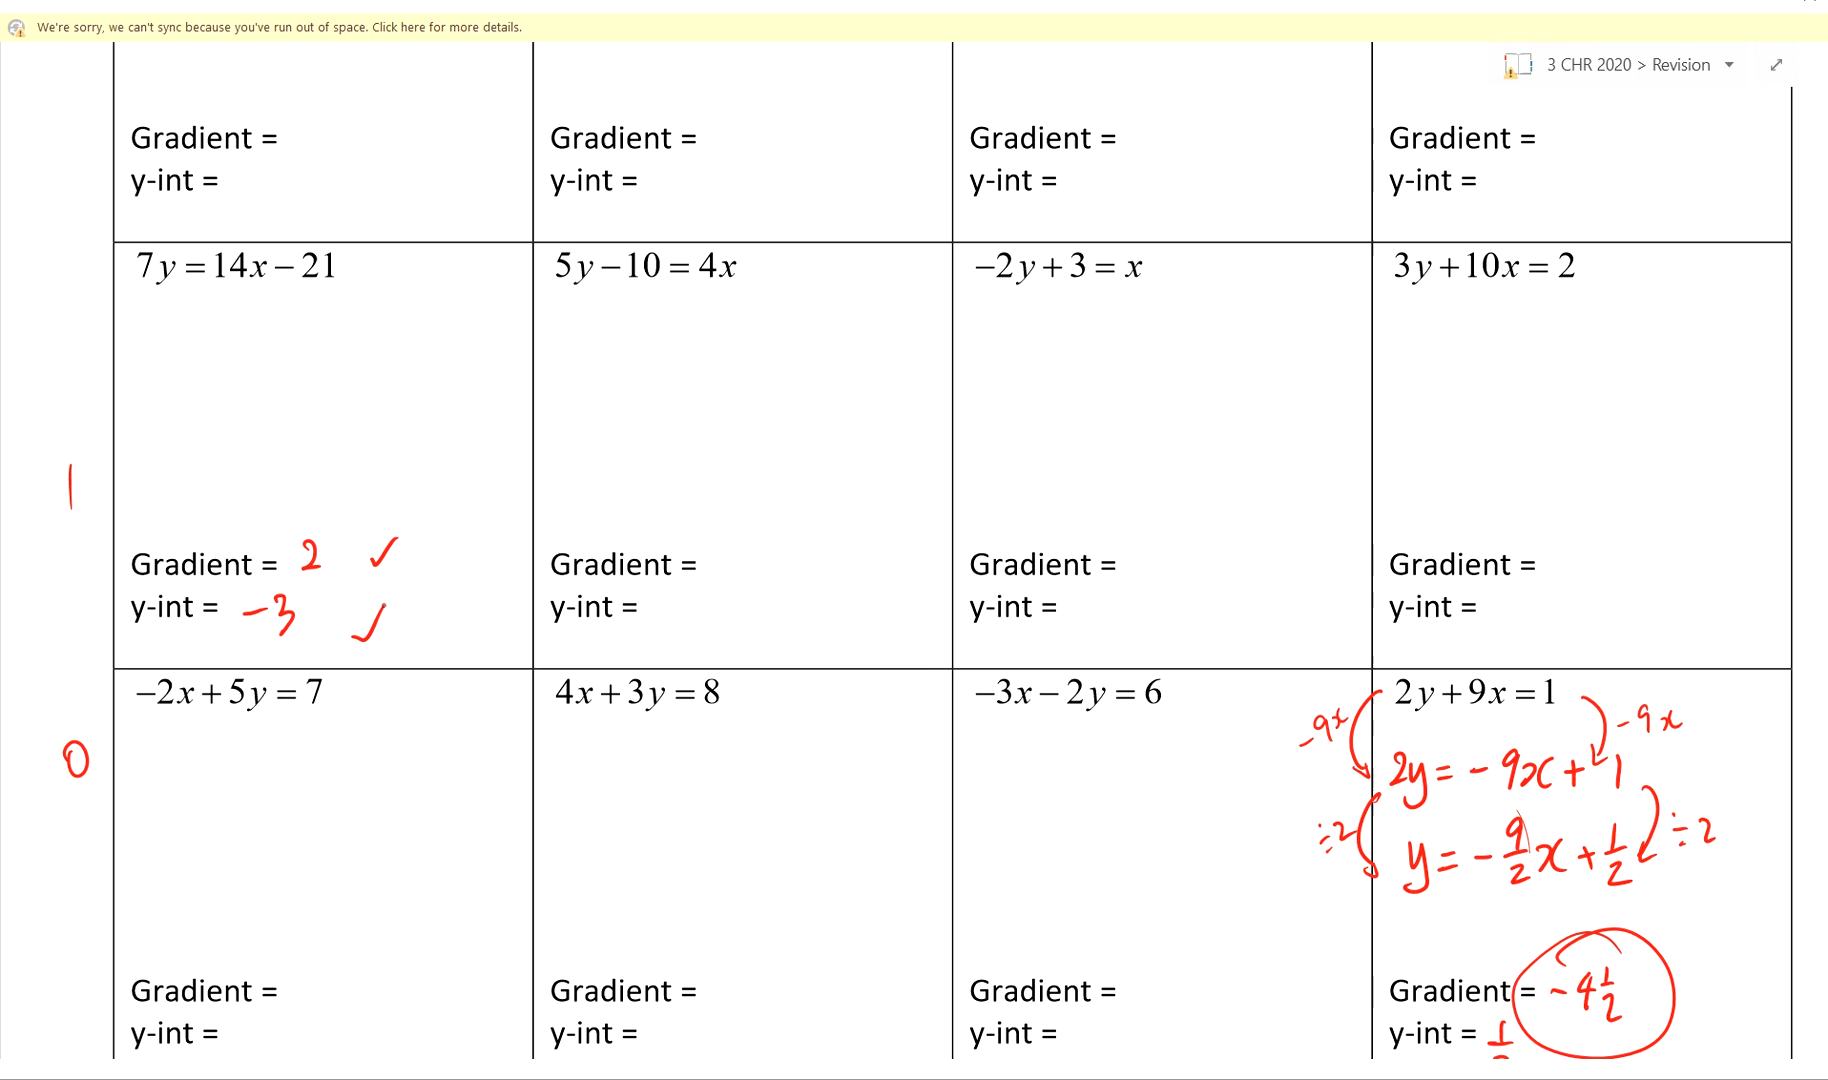 We're sorry, we can't sync because you've run out of space. Click here for more details.
3 CHR 2020 > Revision
Gradient = Gradient = Gradient = Gradient =
y-int = y-int = y-int = y-int =
7y = 14x − 21 5y − 10 = 4x −2y + 3 = x 3y + 10x = 2
1
Gradient = 2 ✓ Gradient = Gradient = Gradient =
y-int = −3 ✓ y-int = y-int = y-int =
−2x + 5y = 7 4x + 3y = 8 −3x − 2y = 6 2y + 9x = 1
−9x −9x
0
2y = −9x + 1
÷2 ÷2
y = −9/2x + 1/2
Gradient = Gradient = Gradient = Gradient = −4 1/2
y-int = y-int = y-int = y-int =